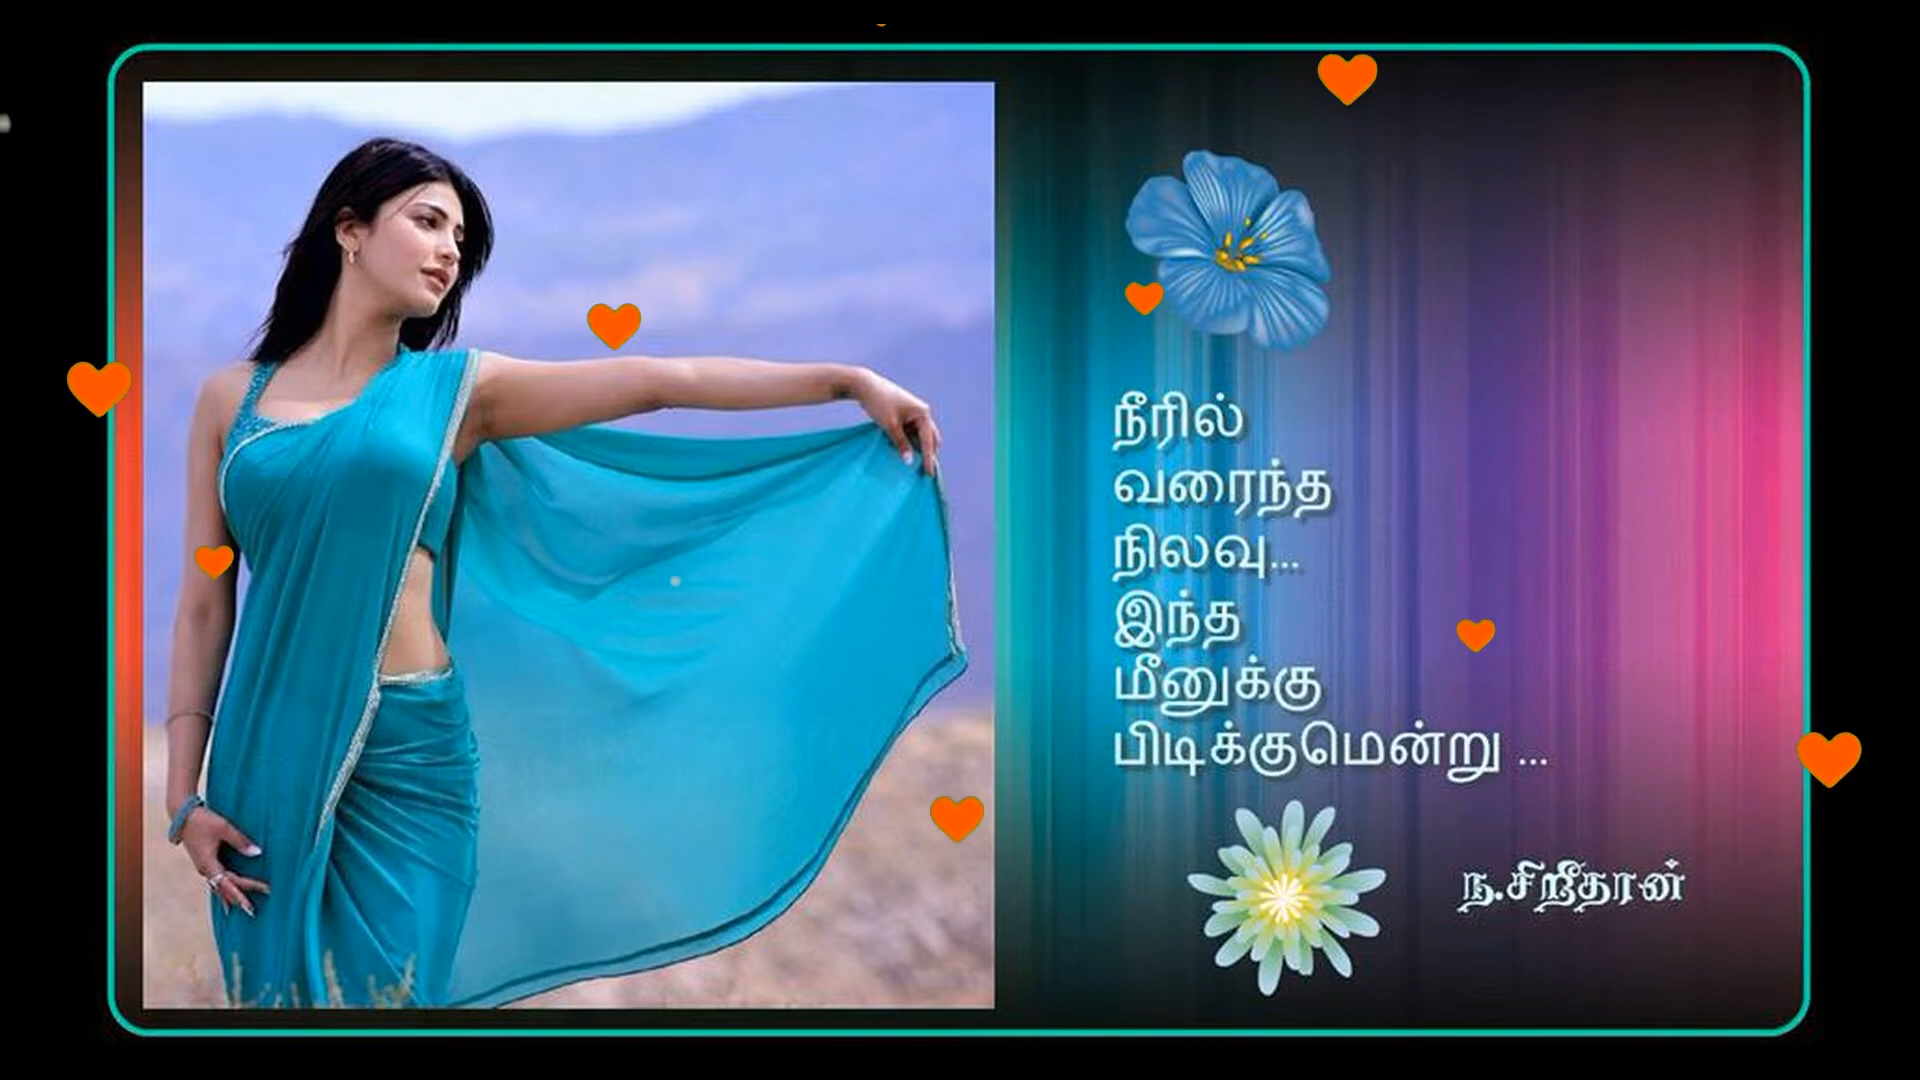 நீரில்
வரைந்த
நிலவு...
இந்த
மீனுக்கு
பிடிக்குமென்று ...
ந.சிறீதரன்